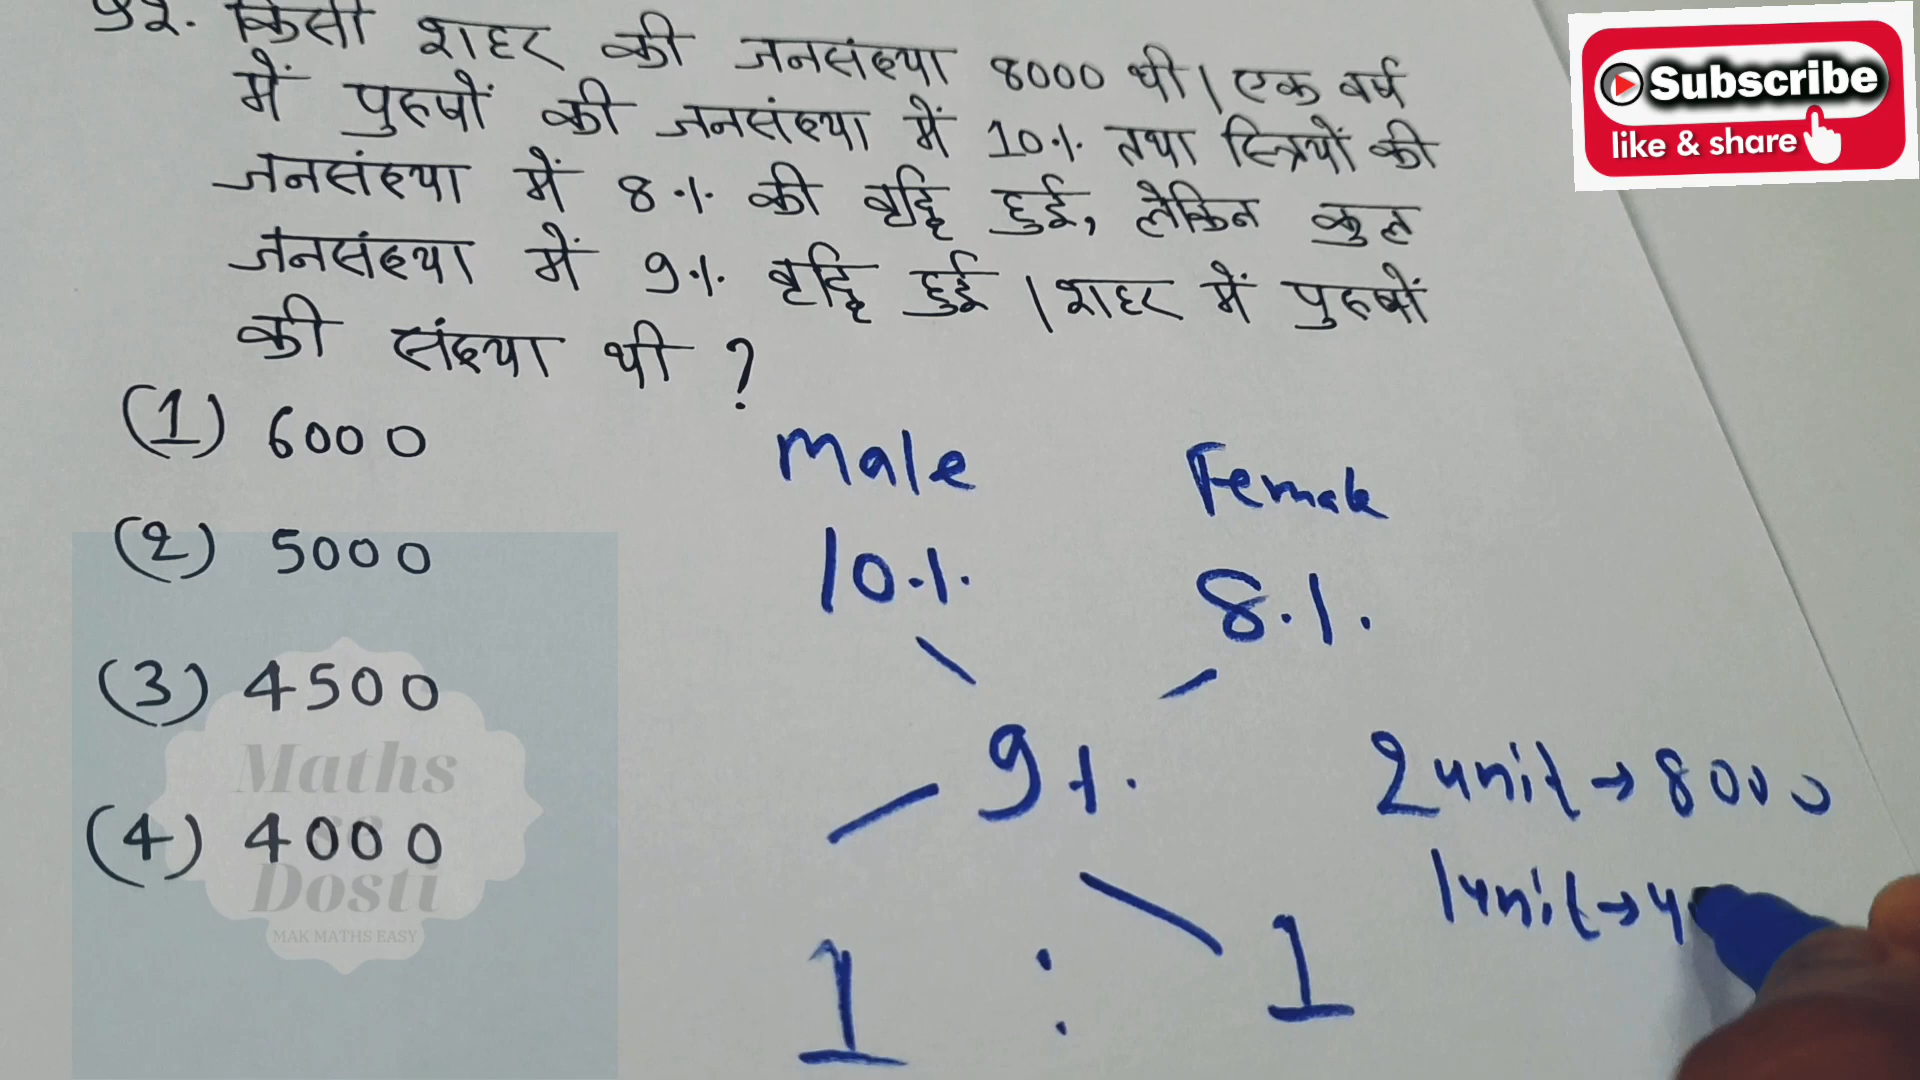 किसी शहर की जनसंख्या 8000 थी। एक वर्ष
में पुरुषों की जनसंख्या में 10% तथा स्त्रियों की
जनसंख्या में 8% की वृद्धि हुई, लेकिन कुल
जनसंख्या में 9% वृद्धि हुई। शहर में पुरुषों
की संख्या थी ?
(1) 6000
(2) 5000
(3) 4500
(4) 4000
Male Female
10% 8%
9%
1 : 1
2 unit → 8000
1 unit → 4
Subscribe
like & share
Maths
Dosti
MAK MATHS EASY